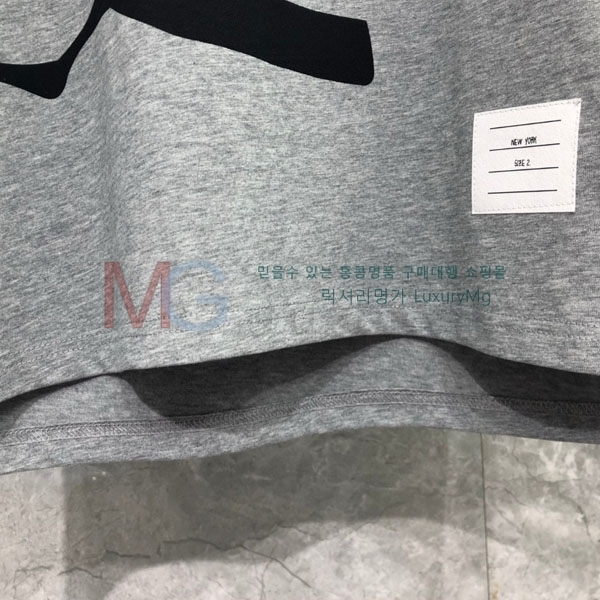 NEW YORK
SIZE 2
MG
믿을수 있는 홍콩명품 구매대행 쇼핑몰
럭셔리명가 LuxuryMg